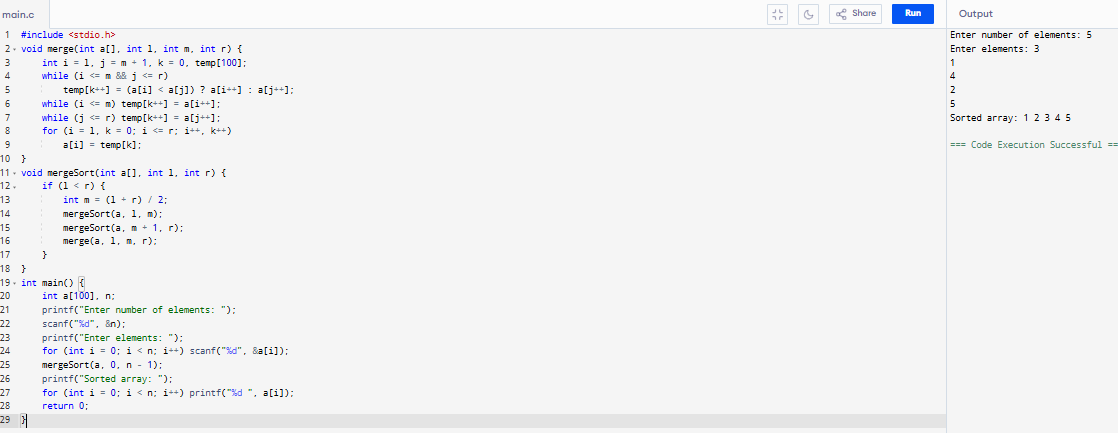 main.c
Share
Run
Output
1 #include <stdio.h>
2 void merge(int a[], int l, int m, int r) {
3     int i = l, j = m + 1, k = 0, temp[100];
4     while (i <= m && j <= r)
5         temp[k++] = (a[i] < a[j]) ? a[i++] : a[j++];
6     while (i <= m) temp[k++] = a[i++];
7     while (j <= r) temp[k++] = a[j++];
8     for (i = l, k = 0; i <= r; i++, k++)
9         a[i] = temp[k];
10 }
11 void mergeSort(int a[], int l, int r) {
12     if (l < r) {
13         int m = (l + r) / 2;
14         mergeSort(a, l, m);
15         mergeSort(a, m + 1, r);
16         merge(a, l, m, r);
17     }
18 }
19 int main() {
20     int a[100], n;
21     printf("Enter number of elements: ");
22     scanf("%d", &n);
23     printf("Enter elements: ");
24     for (int i = 0; i < n; i++) scanf("%d", &a[i]);
25     mergeSort(a, 0, n - 1);
26     printf("Sorted array: ");
27     for (int i = 0; i < n; i++) printf("%d ", a[i]);
28     return 0;
29 }
Enter number of elements: 5
Enter elements: 3
1
4
2
5
Sorted array: 1 2 3 4 5
=== Code Execution Successful ==